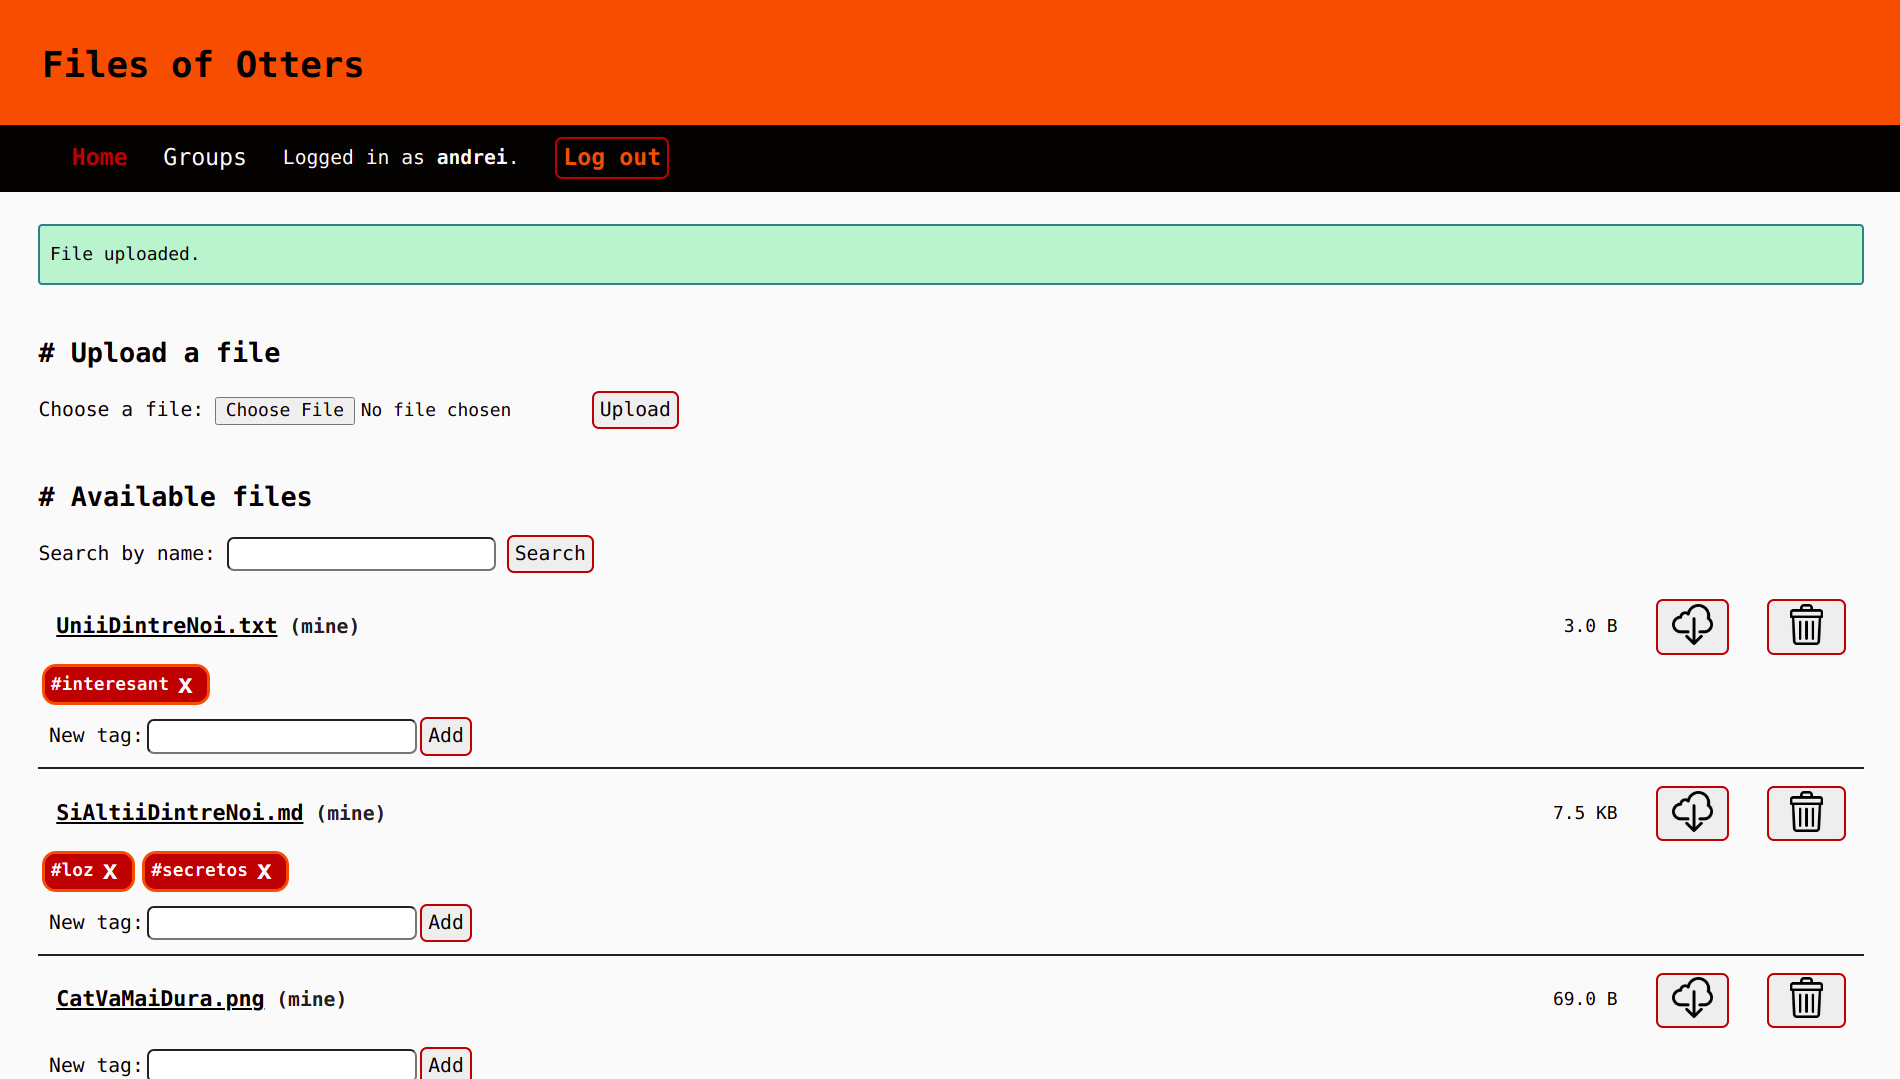 Files of Otters
Home Groups Logged in as andrei. Log out
File uploaded.
# Upload a file
Choose a file: Choose File No file chosen Upload
# Available files
Search by name: Search
UniiDintreNoi.txt (mine) 3.0 B
#interesant X
New tag: Add
SiAltiiDintreNoi.md (mine) 7.5 KB
#loz X #secretos X
New tag: Add
CatVaMaiDura.png (mine) 69.0 B
New tag: Add